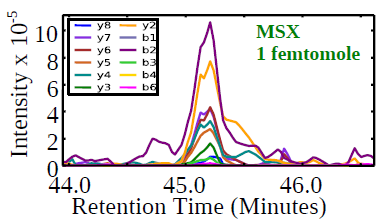 Intensity x 10⁻⁵
10
8
6
4
2
0
y8 y2
y7 b1
y6 b2
y5 b3
y4 b4
y3 b6
MSX
1 femtomole
44.0 45.0 46.0
Retention Time (Minutes)